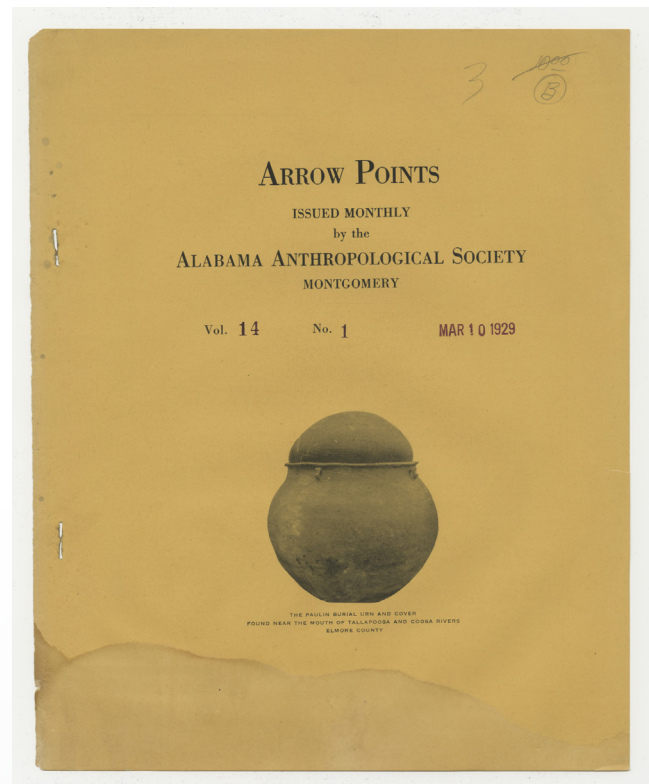 3
B
ARROW POINTS
ISSUED MONTHLY
by the
ALABAMA ANTHROPOLOGICAL SOCIETY
MONTGOMERY
Vol. 14 No. 1 MAR 10 1929
THE PAULIN BURIAL URN AND COVER
FOUND NEAR THE MOUTH OF TALLAPOOSA AND COOSA RIVERS
ELMORE COUNTY